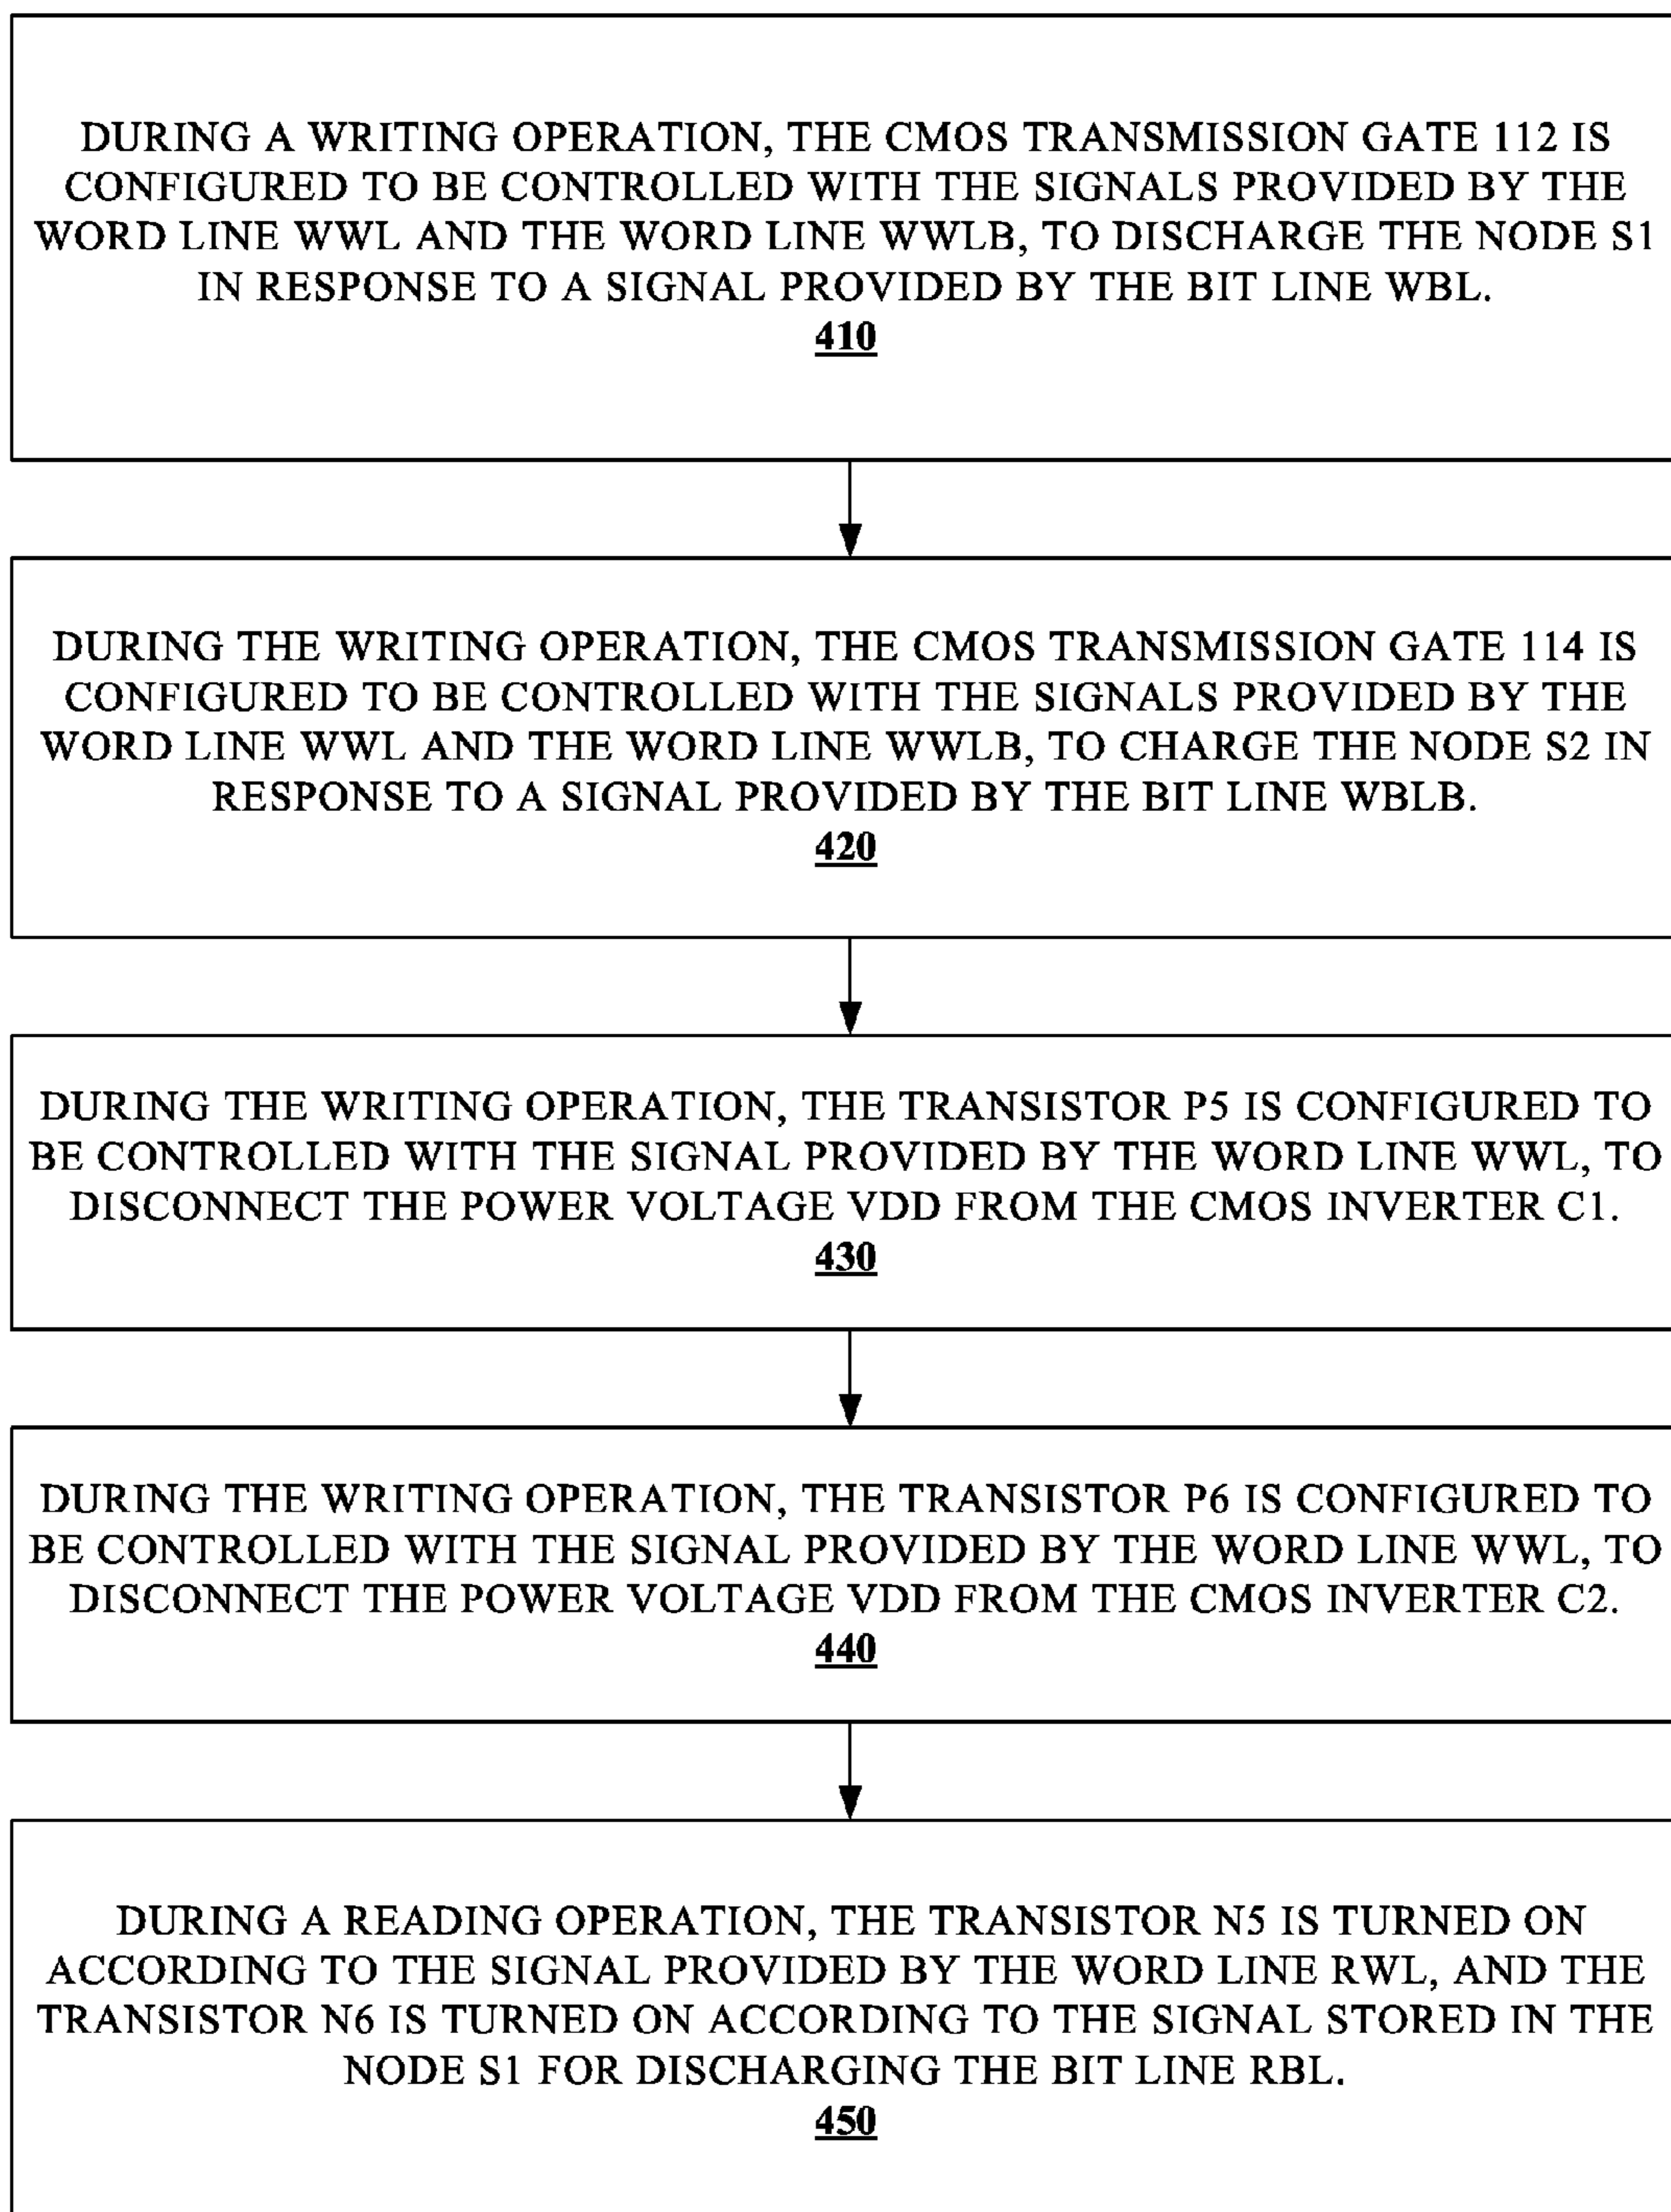 DURING A WRITING OPERATION, THE CMOS TRANSMISSION GATE 112 IS
CONFIGURED TO BE CONTROLLED WITH THE SIGNALS PROVIDED BY THE
WORD LINE WWL AND THE WORD LINE WWLB, TO DISCHARGE THE NODE S1
IN RESPONSE TO A SIGNAL PROVIDED BY THE BIT LINE WBL.
410
DURING THE WRITING OPERATION, THE CMOS TRANSMISSION GATE 114 IS
CONFIGURED TO BE CONTROLLED WITH THE SIGNALS PROVIDED BY THE
WORD LINE WWL AND THE WORD LINE WWLB, TO CHARGE THE NODE S2 IN
RESPONSE TO A SIGNAL PROVIDED BY THE BIT LINE WBLB.
420
DURING THE WRITING OPERATION, THE TRANSISTOR P5 IS CONFIGURED TO
BE CONTROLLED WITH THE SIGNAL PROVIDED BY THE WORD LINE WWL, TO
DISCONNECT THE POWER VOLTAGE VDD FROM THE CMOS INVERTER C1.
430
DURING THE WRITING OPERATION, THE TRANSISTOR P6 IS CONFIGURED TO
BE CONTROLLED WITH THE SIGNAL PROVIDED BY THE WORD LINE WWL, TO
DISCONNECT THE POWER VOLTAGE VDD FROM THE CMOS INVERTER C2.
440
DURING A READING OPERATION, THE TRANSISTOR N5 IS TURNED ON
ACCORDING TO THE SIGNAL PROVIDED BY THE WORD LINE RWL, AND THE
TRANSISTOR N6 IS TURNED ON ACCORDING TO THE SIGNAL STORED IN THE
NODE S1 FOR DISCHARGING THE BIT LINE RBL.
450